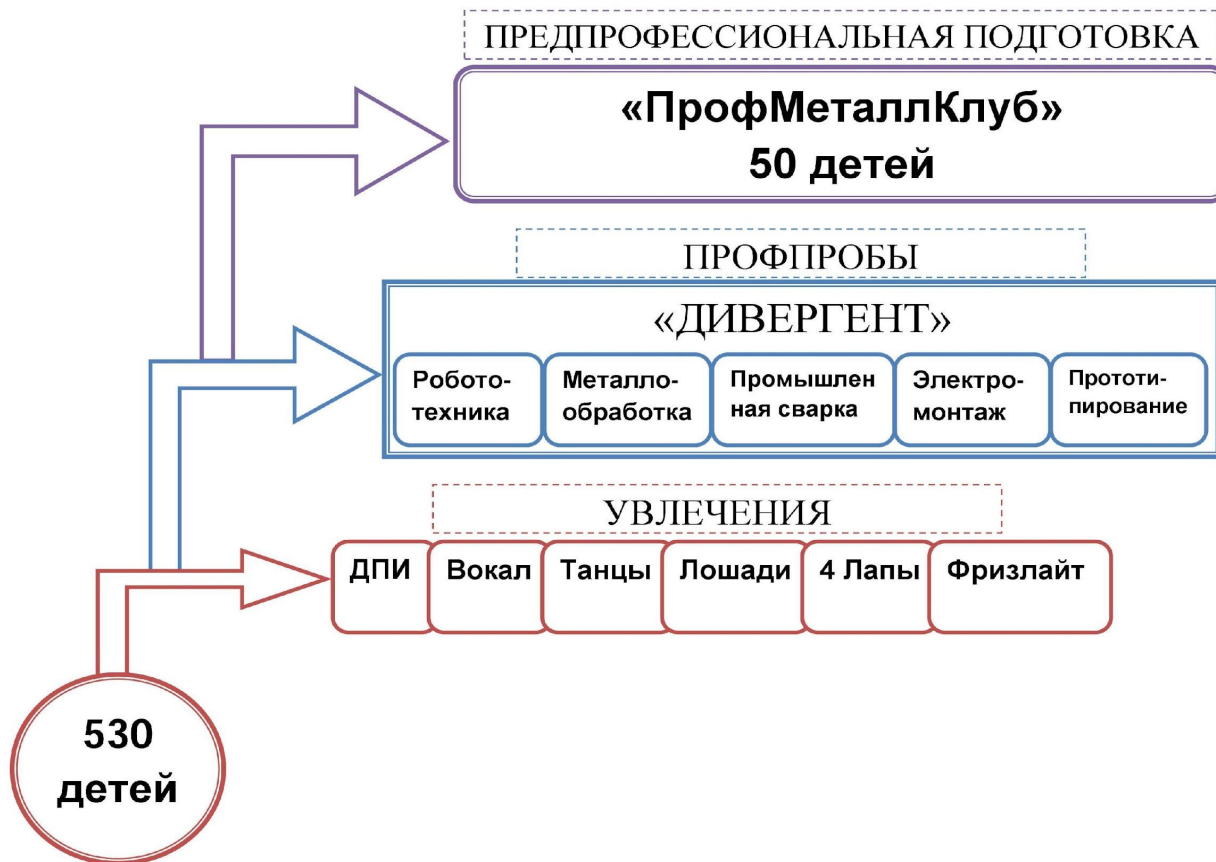 ПРЕДПРОФЕССИОНАЛЬНАЯ ПОДГОТОВКА
«ПрофМеталлКлуб»
50 детей
ПРОФПРОБЫ
«ДИВЕРГЕНТ»
Робото-
техника
Металло-
обработка
Промышлен
ная сварка
Электро-
монтаж
Прототи-
пирование
УВЛЕЧЕНИЯ
ДПИ
Вокал
Танцы
Лошади
4 Лапы
Фризлайт
530
детей